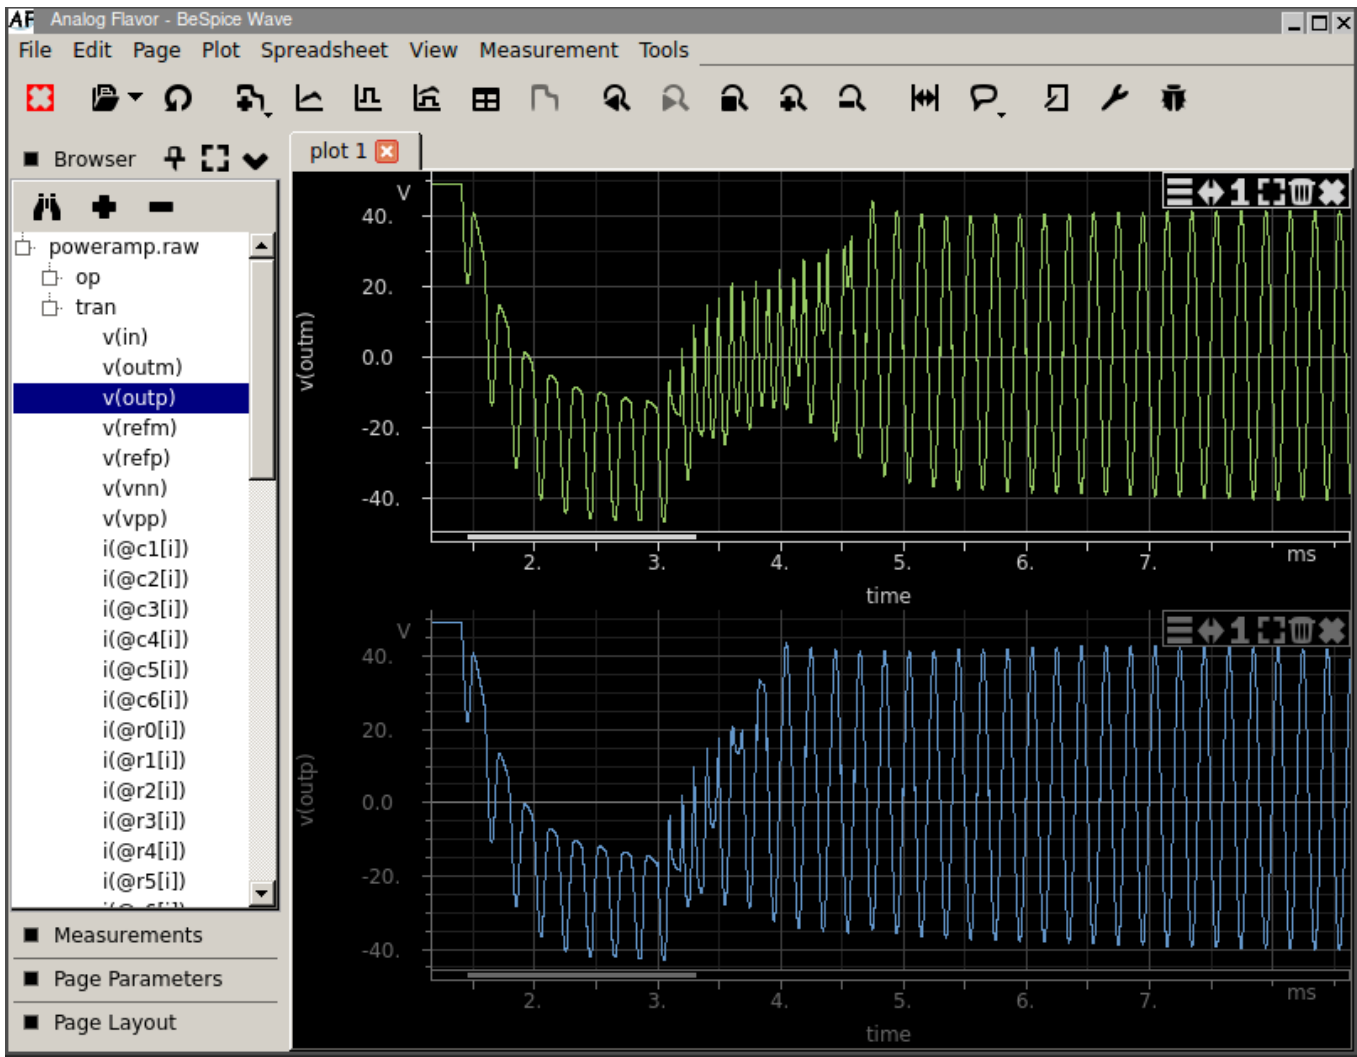 AF Analog Flavor - BeSpice Wave
File Edit Page Plot Spreadsheet View Measurement Tools
Browser
plot 1
poweramp.raw
op
tran
v(in)
v(outm)
v(outp)
v(refm)
v(refp)
v(vnn)
v(vpp)
i(@c1[i])
i(@c2[i])
i(@c3[i])
i(@c4[i])
i(@c5[i])
i(@c6[i])
i(@r0[i])
i(@r1[i])
i(@r2[i])
i(@r3[i])
i(@r4[i])
i(@r5[i])
Measurements
Page Parameters
Page Layout
V
1
40.
20.
0.0
-20.
-40.
v(outm)
2. 3. 4. 5. 6. 7. ms
time
V
1
40.
20.
0.0
-20.
-40.
v(outp)
2. 3. 4. 5. 6. 7. ms
time